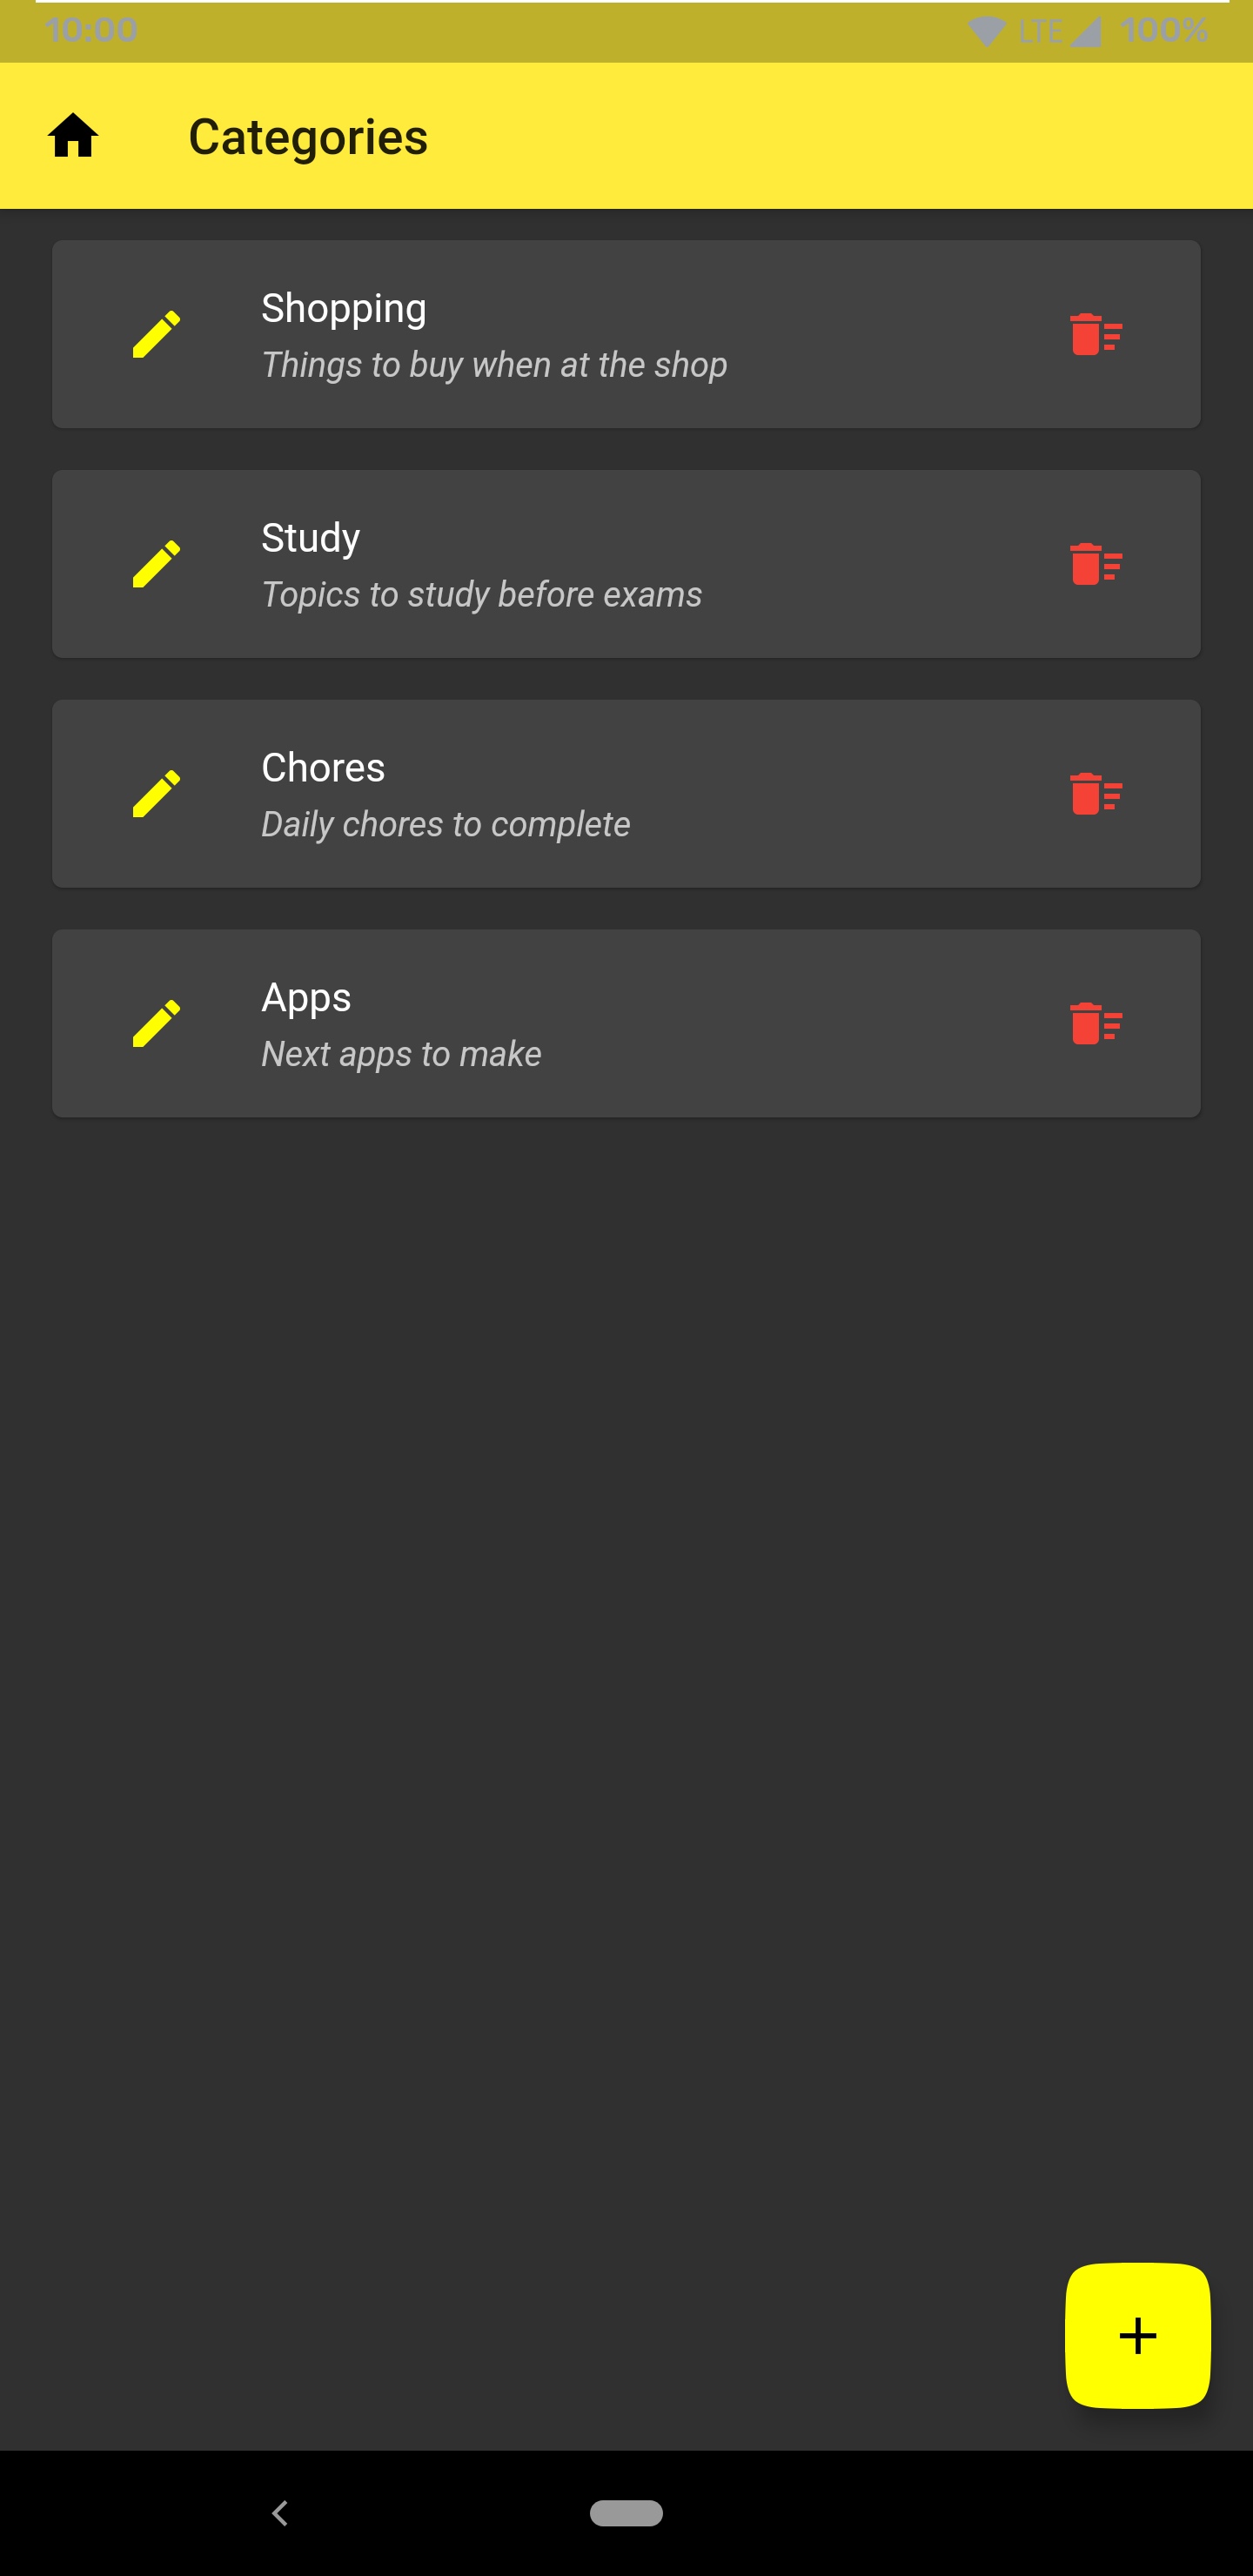 10:00 LTE 100%
Categories
Shopping
Things to buy when at the shop
Study
Topics to study before exams
Chores
Daily chores to complete
Apps
Next apps to make